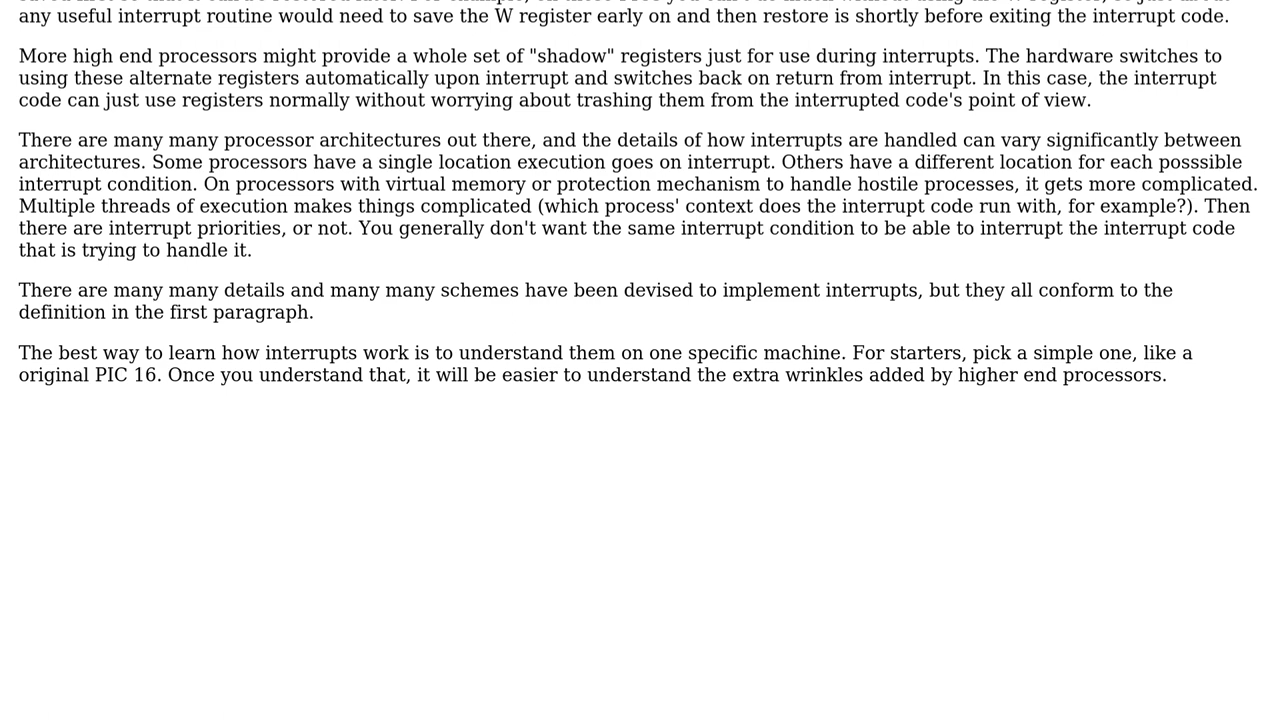 any useful interrupt routine would need to save the W register early on and then restore is shortly before exiting the interrupt code.
More high end processors might provide a whole set of "shadow" registers just for use during interrupts. The hardware switches to
using these alternate registers automatically upon interrupt and switches back on return from interrupt. In this case, the interrupt
code can just use registers normally without worrying about trashing them from the interrupted code's point of view.
There are many many processor architectures out there, and the details of how interrupts are handled can vary significantly between
architectures. Some processors have a single location execution goes on interrupt. Others have a different location for each posssible
interrupt condition. On processors with virtual memory or protection mechanism to handle hostile processes, it gets more complicated.
Multiple threads of execution makes things complicated (which process' context does the interrupt code run with, for example?). Then
there are interrupt priorities, or not. You generally don't want the same interrupt condition to be able to interrupt the interrupt code
that is trying to handle it.
There are many many details and many many schemes have been devised to implement interrupts, but they all conform to the
definition in the first paragraph.
The best way to learn how interrupts work is to understand them on one specific machine. For starters, pick a simple one, like a
original PIC 16. Once you understand that, it will be easier to understand the extra wrinkles added by higher end processors.